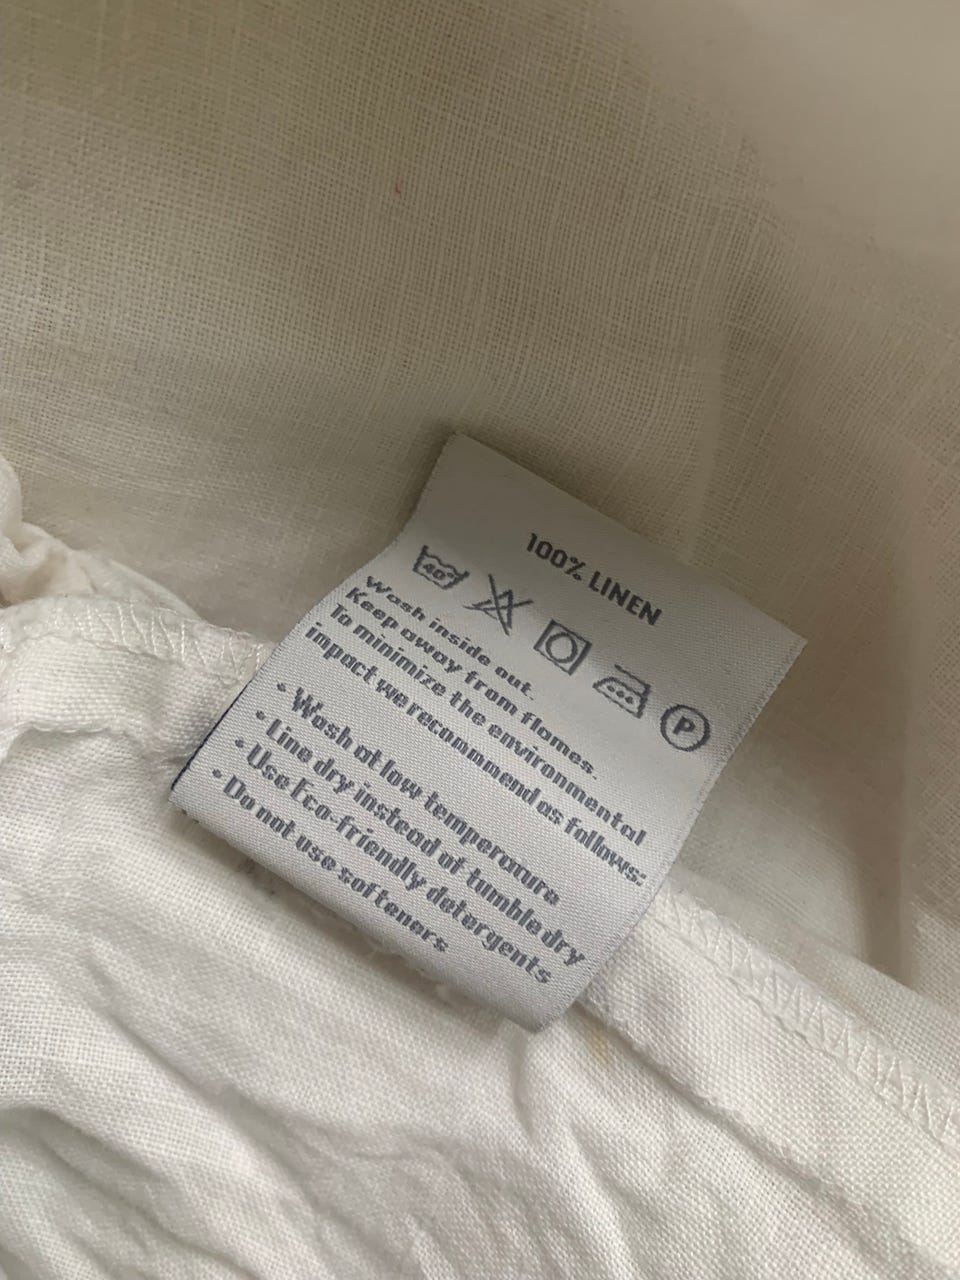 100% LINEN
40°
P
Wash inside out.
Keep away from flames.
To minimize the environmental
impact we recommend as follows:
• Wash at low temperature
• Line dry instead of tumble dry
• Use Eco-friendly detergents
• Do not use softeners